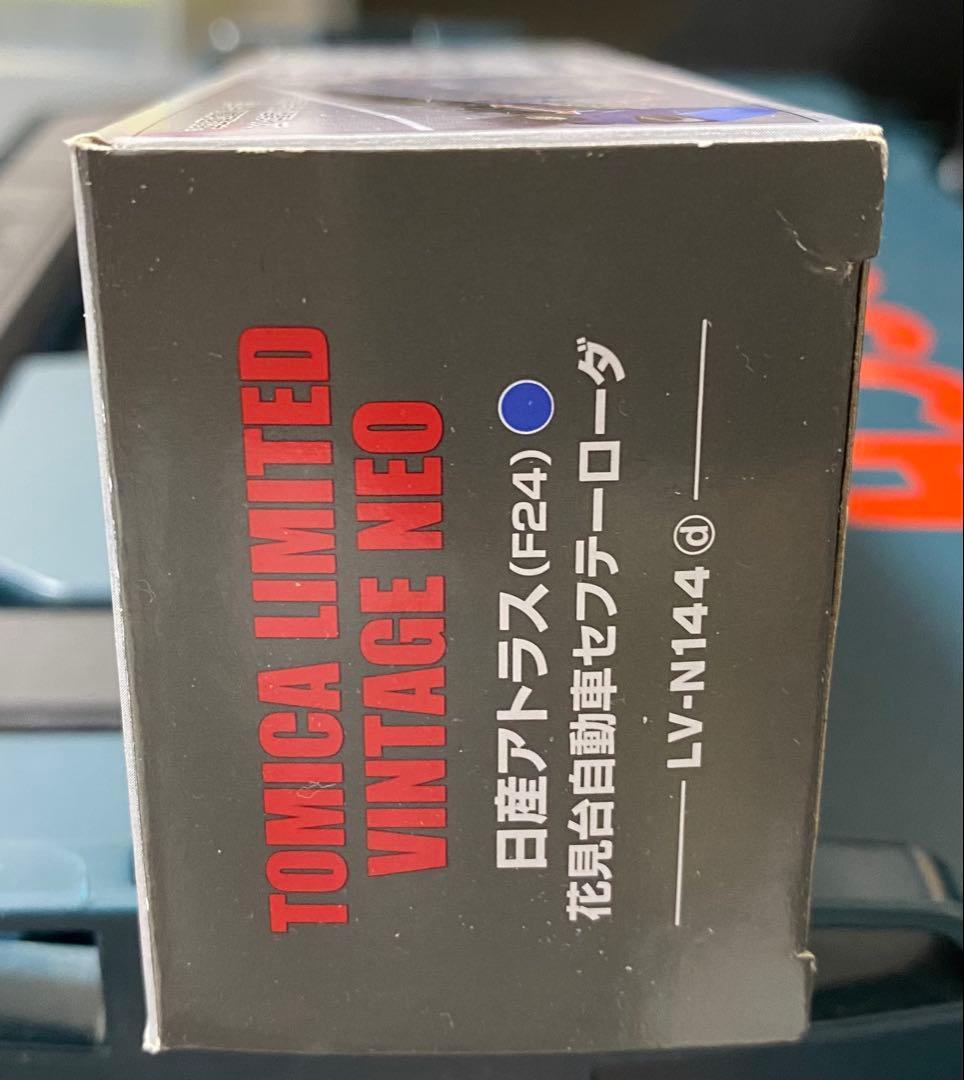 TOMICA LIMITED
VINTAGE NEO
日産アトラス(F24)
花見台自動車セフテーローダ
LV-N144ⓓ